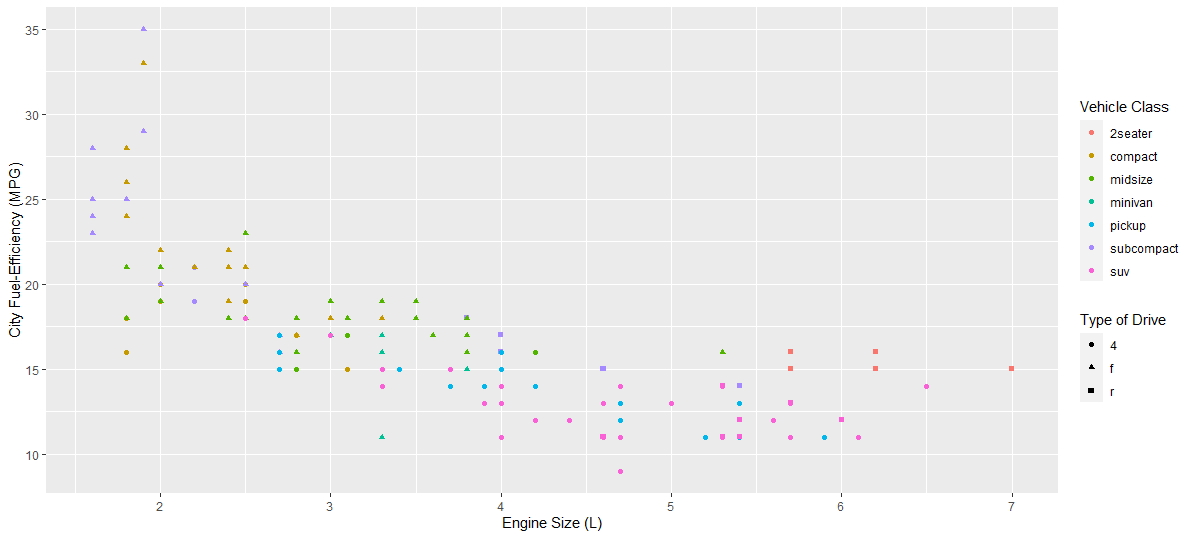 35
30
25
20
15
10
City Fuel-Efficiency (MPG)
2
3
4
5
6
7
Engine Size (L)
Vehicle Class
2seater
compact
midsize
minivan
pickup
subcompact
suv
Type of Drive
4
f
r